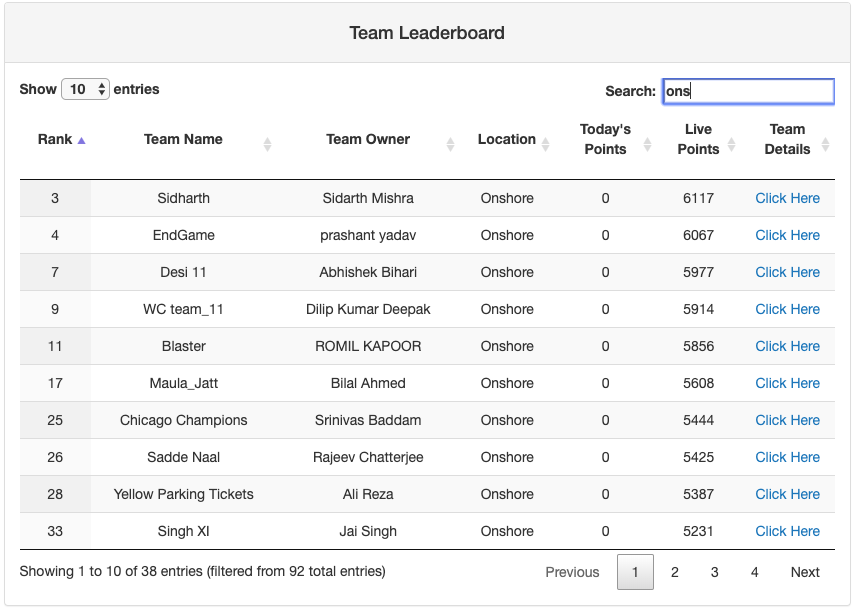 Team Leaderboard
Show 10 entries Search: ons
Rank Team Name Team Owner Location Today's Points Live Points Team Details
3 Sidharth Sidarth Mishra Onshore 0 6117 Click Here
4 EndGame prashant yadav Onshore 0 6067 Click Here
7 Desi 11 Abhishek Bihari Onshore 0 5977 Click Here
9 WC team_11 Dilip Kumar Deepak Onshore 0 5914 Click Here
11 Blaster ROMIL KAPOOR Onshore 0 5856 Click Here
17 Maula_Jatt Bilal Ahmed Onshore 0 5608 Click Here
25 Chicago Champions Srinivas Baddam Onshore 0 5444 Click Here
26 Sadde Naal Rajeev Chatterjee Onshore 0 5425 Click Here
28 Yellow Parking Tickets Ali Reza Onshore 0 5387 Click Here
33 Singh XI Jai Singh Onshore 0 5231 Click Here
Showing 1 to 10 of 38 entries (filtered from 92 total entries) Previous 1 2 3 4 Next